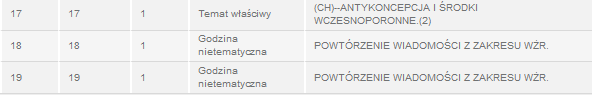 17 17 1 Temat właściwy (CH)--ANTYKONCEPCJA I ŚRODKI
WCZESNOPORONNE.(2)
18 18 1 Godzina
nietematyczna POWTÓRZENIE WIADOMOŚCI Z ZAKRESU WŻR.
19 19 1 Godzina
nietematyczna POWTÓRZENIE WIADOMOŚCI Z ZAKRESU WŻR.